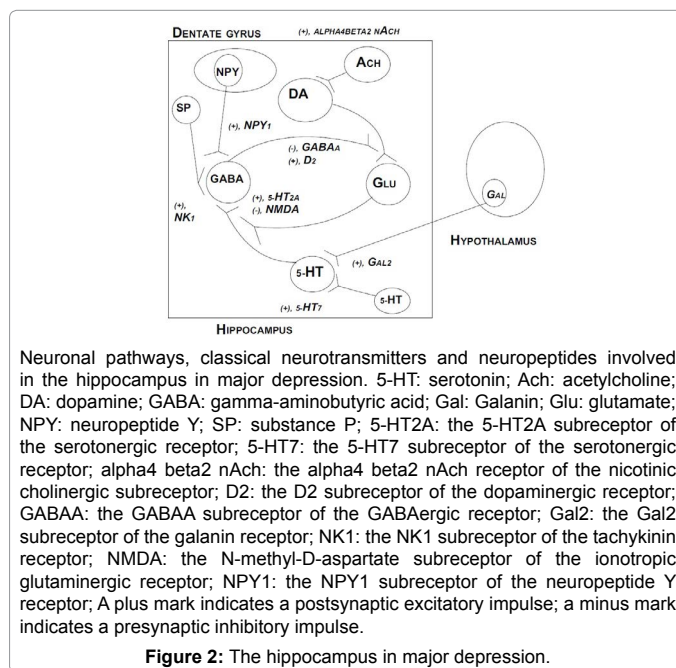 DENTATE GYRUS
(+), ALPHA4BETA2 NACH
NPY
ACH
DA
SP
(+), NPY1
(-), GABAA
(+), D2
GABA
GLU
(+), 5-HT2A
(-), NMDA
(+),
NK1
GAL
HYPOTHALAMUS
5-HT
(+), GAL2
5-HT
(+), 5-HT7
HIPPOCAMPUS
Neuronal pathways, classical neurotransmitters and neuropeptides involved
in the hippocampus in major depression. 5-HT: serotonin; Ach: acetylcholine;
DA: dopamine; GABA: gamma-aminobutyric acid; Gal: Galanin; Glu: glutamate;
NPY: neuropeptide Y; SP: substance P; 5-HT2A: the 5-HT2A subreceptor of
the serotonergic receptor; 5-HT7: the 5-HT7 subreceptor of the serotonergic
receptor; alpha4 beta2 nAch: the alpha4 beta2 nAch receptor of the nicotinic
cholinergic subreceptor; D2: the D2 subreceptor of the dopaminergic receptor;
GABAA: the GABAA subreceptor of the GABAergic receptor; Gal2: the Gal2
subreceptor of the galanin receptor; NK1: the NK1 subreceptor of the tachykinin
receptor; NMDA: the N-methyl-D-aspartate subreceptor of the ionotropic
glutaminergic receptor; NPY1: the NPY1 subreceptor of the neuropeptide Y
receptor; A plus mark indicates a postsynaptic excitatory impulse; a minus mark
indicates a presynaptic inhibitory impulse.
Figure 2: The hippocampus in major depression.